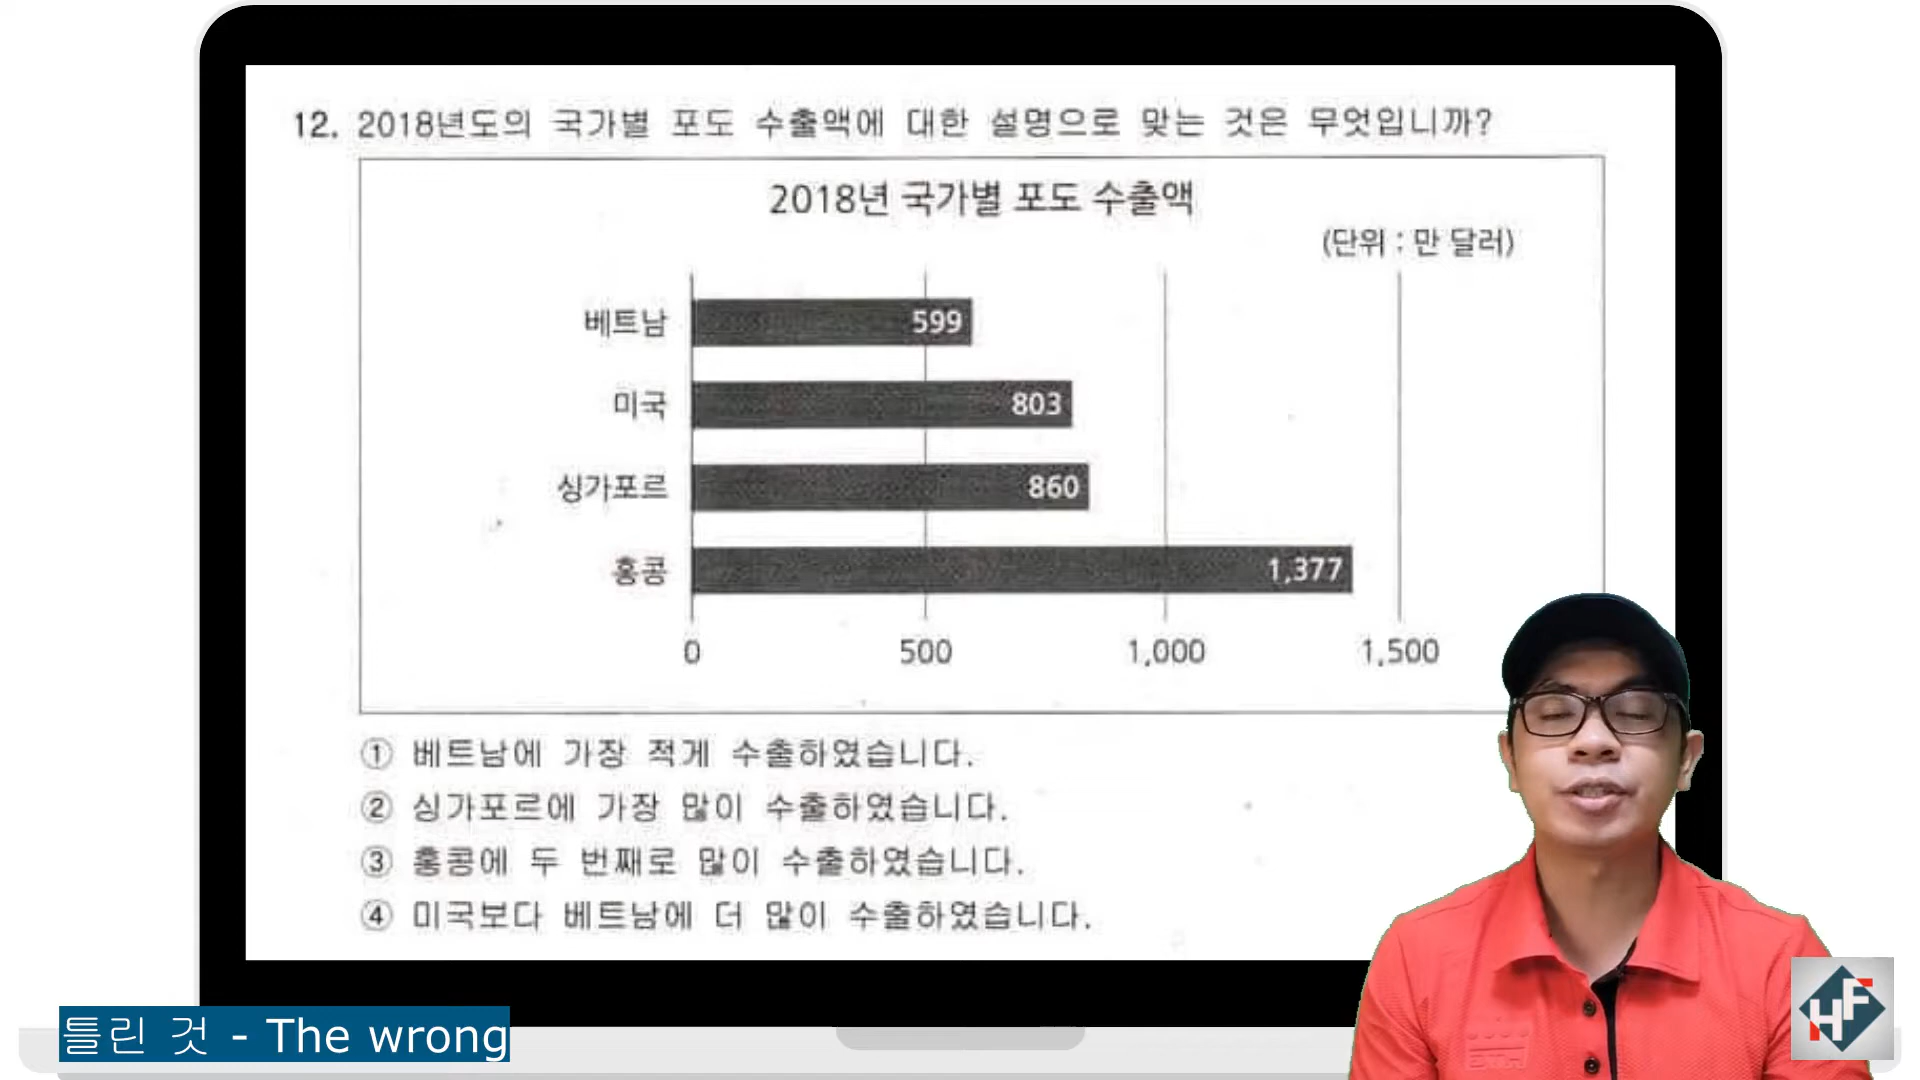 12. 2018년도의 국가별 포도 수출액에 대한 설명으로 맞는 것은 무엇입니까?
2018년 국가별 포도 수출액
(단위 : 만 달러)
베트남 599
미국 803
싱가포르 860
홍콩 1,377
0 500 1,000 1,500
① 베트남에 가장 적게 수출하였습니다.
② 싱가포르에 가장 많이 수출하였습니다.
③ 홍콩에 두 번째로 많이 수출하였습니다.
④ 미국보다 베트남에 더 많이 수출하였습니다.
틀린 것 - The wrong
HF